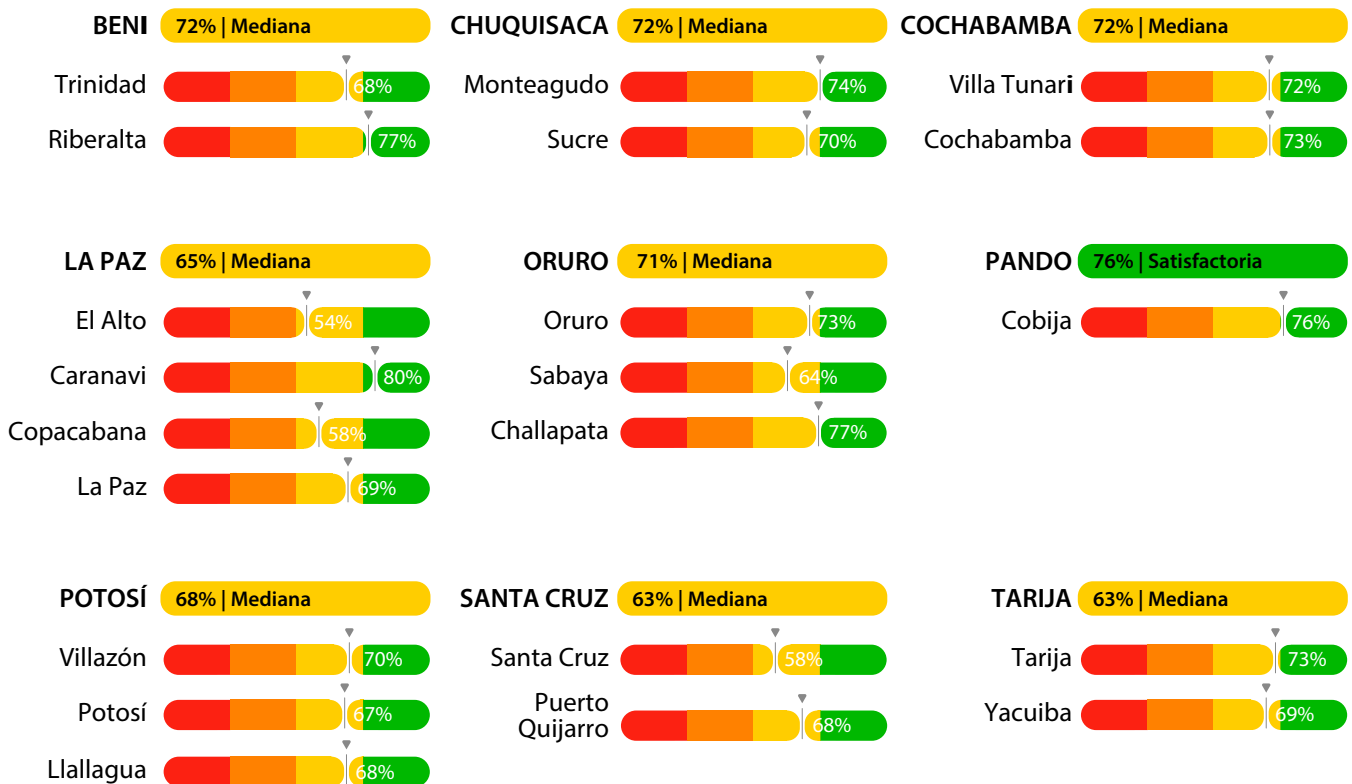 BENI 72% | Mediana
Trinidad 68%
Riberalta 77%
CHUQUISACA 72% | Mediana
Monteagudo 74%
Sucre 70%
COCHABAMBA 72% | Mediana
Villa Tunari 72%
Cochabamba 73%
LA PAZ 65% | Mediana
El Alto 54%
Caranavi 80%
Copacabana 58%
La Paz 69%
ORURO 71% | Mediana
Oruro 73%
Sabaya 64%
Challapata 77%
PANDO 76% | Satisfactoria
Cobija 76%
POTOSÍ 68% | Mediana
Villazón 70%
Potosí 67%
Llallagua 68%
SANTA CRUZ 63% | Mediana
Santa Cruz 58%
Puerto
Quijarro 68%
TARIJA 63% | Mediana
Tarija 73%
Yacuiba 69%